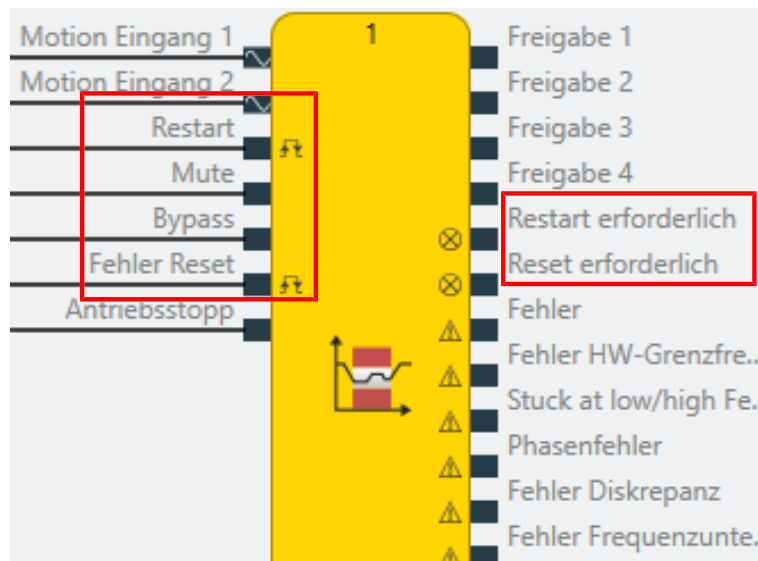 1
Motion Eingang 1
Motion Eingang 2
Restart
Mute
Bypass
Fehler Reset
Antriebsstopp
Freigabe 1
Freigabe 2
Freigabe 3
Freigabe 4
Restart erforderlich
Reset erforderlich
Fehler
Fehler HW-Grenzfre..
Stuck at low/high Fe.
Phasenfehler
Fehler Diskrepanz
Fehler Frequenzunte.